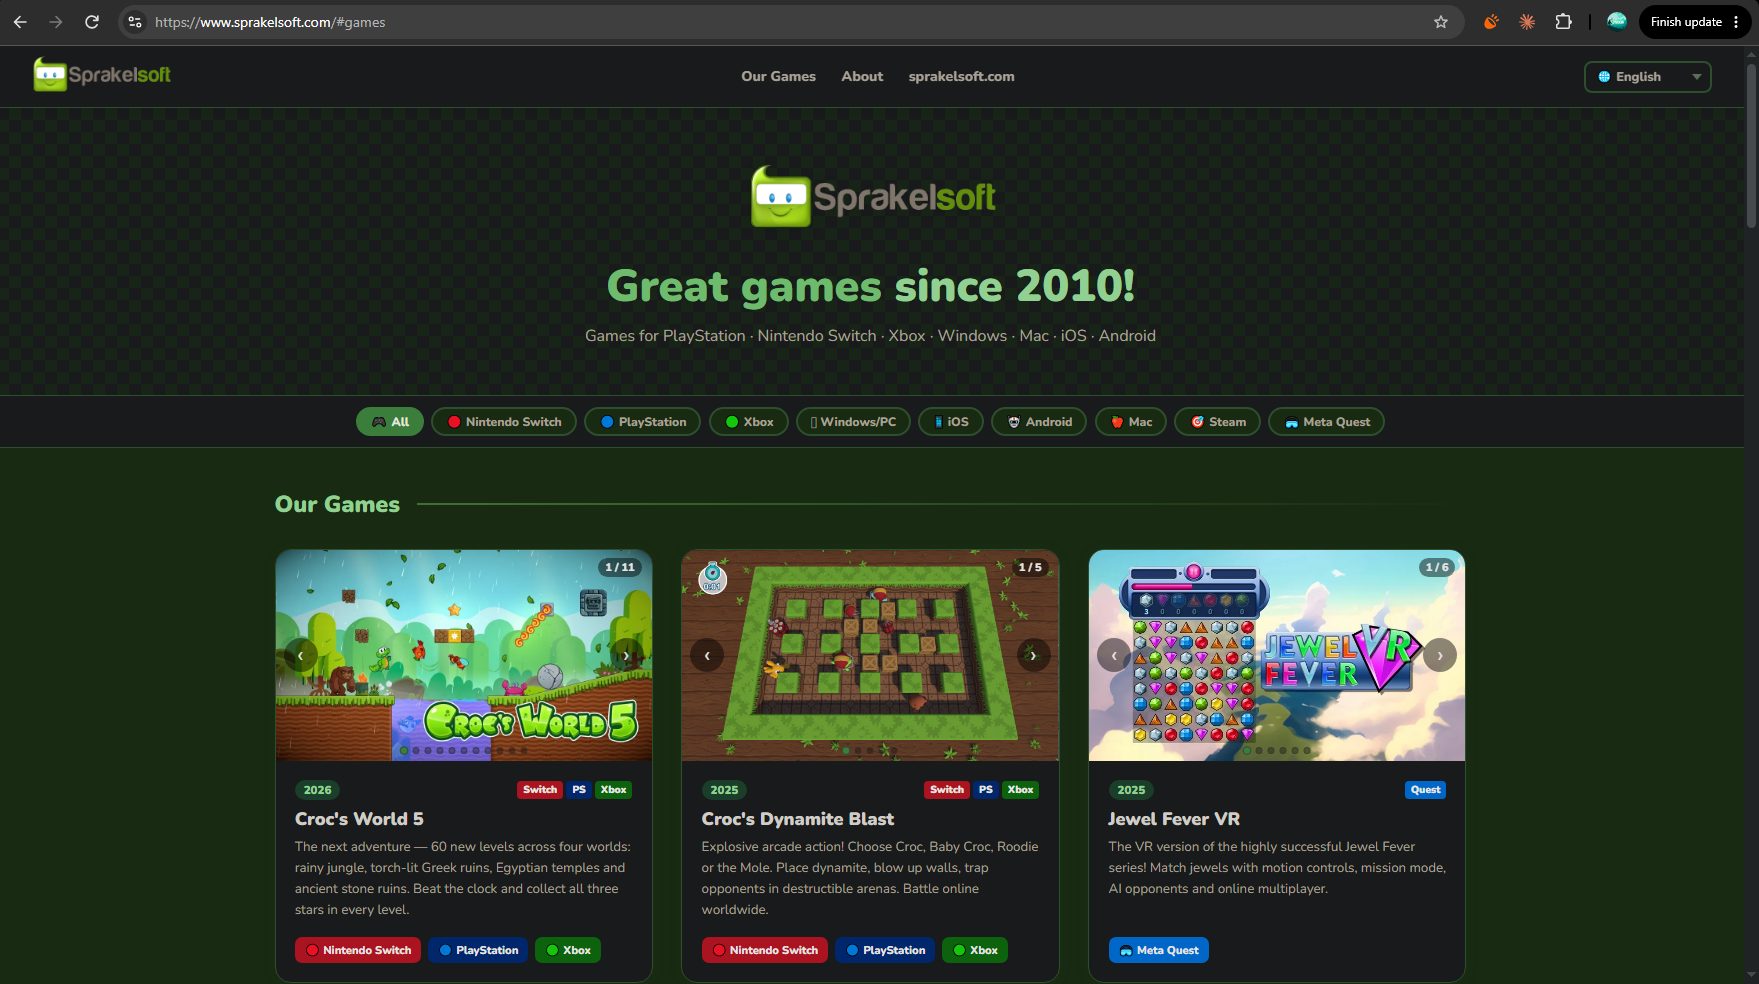 https://www.sprakelsoft.com/#games
Finish update
Sprakelsoft
Our Games
About
sprakelsoft.com
English
Sprakelsoft
Great games since 2010!
Games for PlayStation · Nintendo Switch · Xbox · Windows · Mac · iOS · Android
All
Nintendo Switch
PlayStation
Xbox
Windows/PC
iOS
Android
Mac
Steam
Meta Quest
Our Games
1 / 11
CROC'S WORLD 5
2026
Switch
PS
Xbox
Croc's World 5
The next adventure — 60 new levels across four worlds:
rainy jungle, torch-lit Greek ruins, Egyptian temples and
ancient stone ruins. Beat the clock and collect all three
stars in every level.
Nintendo Switch
PlayStation
Xbox
1 / 5
2025
Switch
PS
Xbox
Croc's Dynamite Blast
Explosive arcade action! Choose Croc, Baby Croc, Roodie
or the Mole. Place dynamite, blow up walls, trap
opponents in destructible arenas. Battle online
worldwide.
Nintendo Switch
PlayStation
Xbox
1 / 6
3 0 0 0 0 0 0
JEWEL
FEVER VR
2025
Quest
Jewel Fever VR
The VR version of the highly successful Jewel Fever
series! Match jewels with motion controls, mission mode,
AI opponents and online multiplayer.
Meta Quest